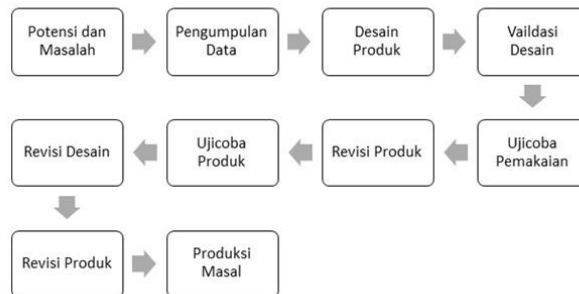 Potensi dan
Masalah
Pengumpulan
Data
Desain
Produk
Vaildasi
Desain
Ujicoba
Pemakaian
Revisi Produk
Ujicoba
Produk
Revisi Desain
Revisi Produk
Produksi
Masal